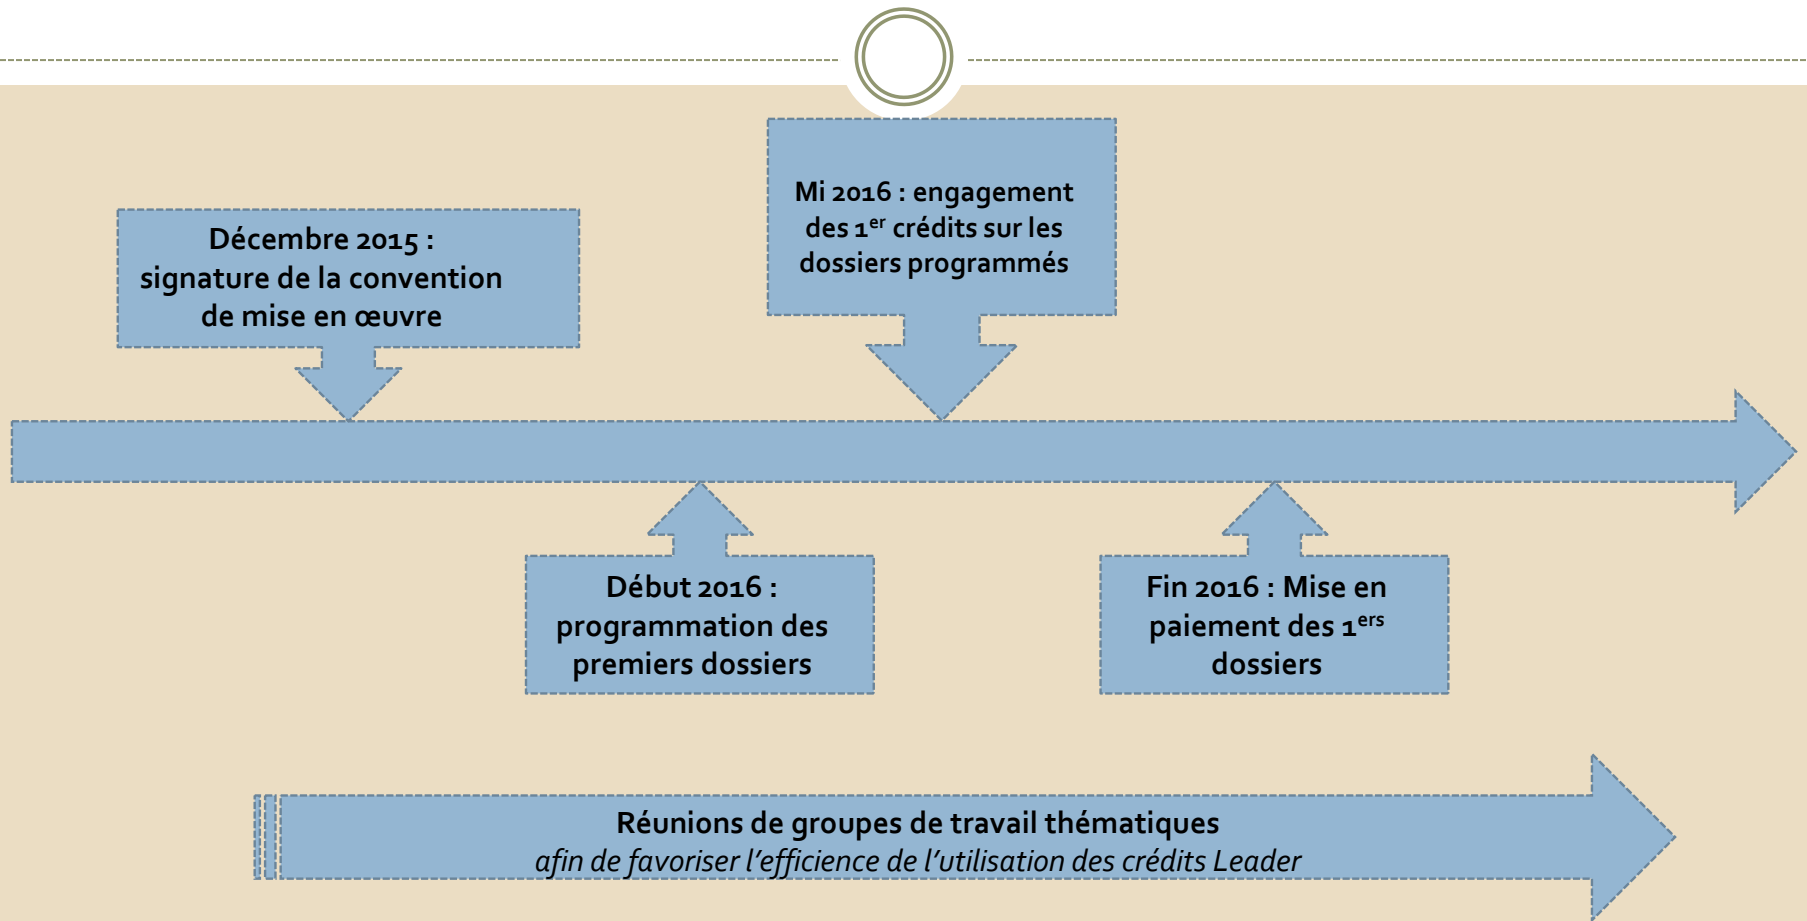 Décembre 2015 :
signature de la convention
de mise en œuvre
Mi 2016 : engagement
des 1er crédits sur les
dossiers programmés
Début 2016 :
programmation des
premiers dossiers
Fin 2016 : Mise en
paiement des 1ers
dossiers
Réunions de groupes de travail thématiques
afin de favoriser l’efficience de l’utilisation des crédits Leader